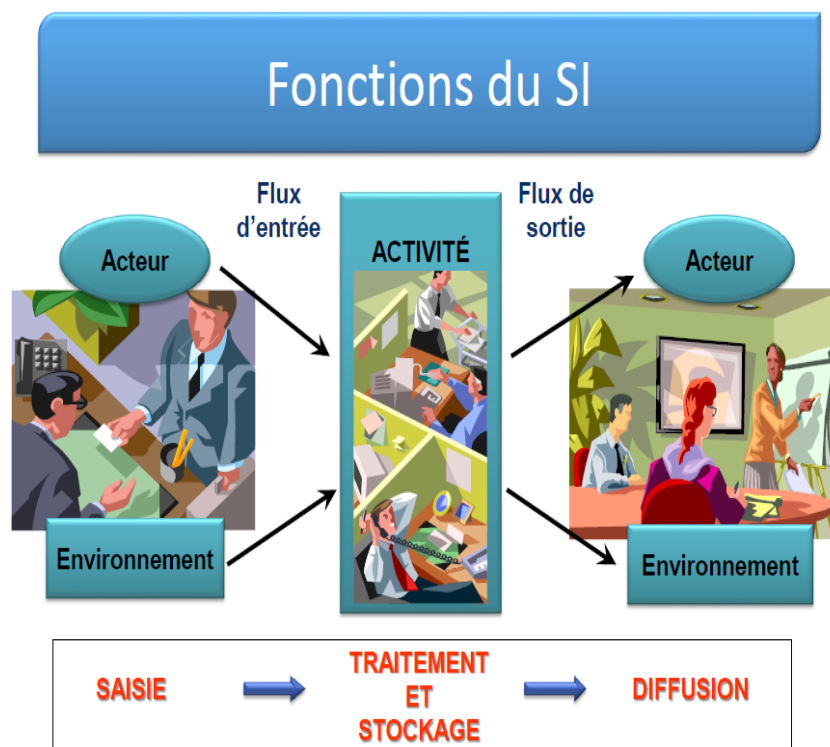 Fonctions du SI
Flux
d’entrée
Flux de
sortie
Acteur
ACTIVITÉ
Acteur
Environnement
Environnement
SAISIE
TRAITEMENT
ET
STOCKAGE
DIFFUSION